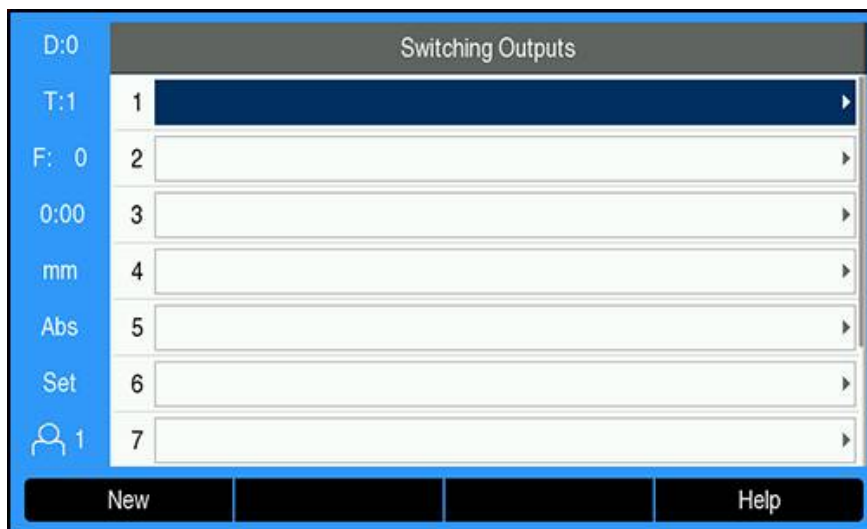 D:0
Switching Outputs
T:1
1
F: 0
2
0:00
3
mm
4
Abs
5
Set
6
1
7
New
Help